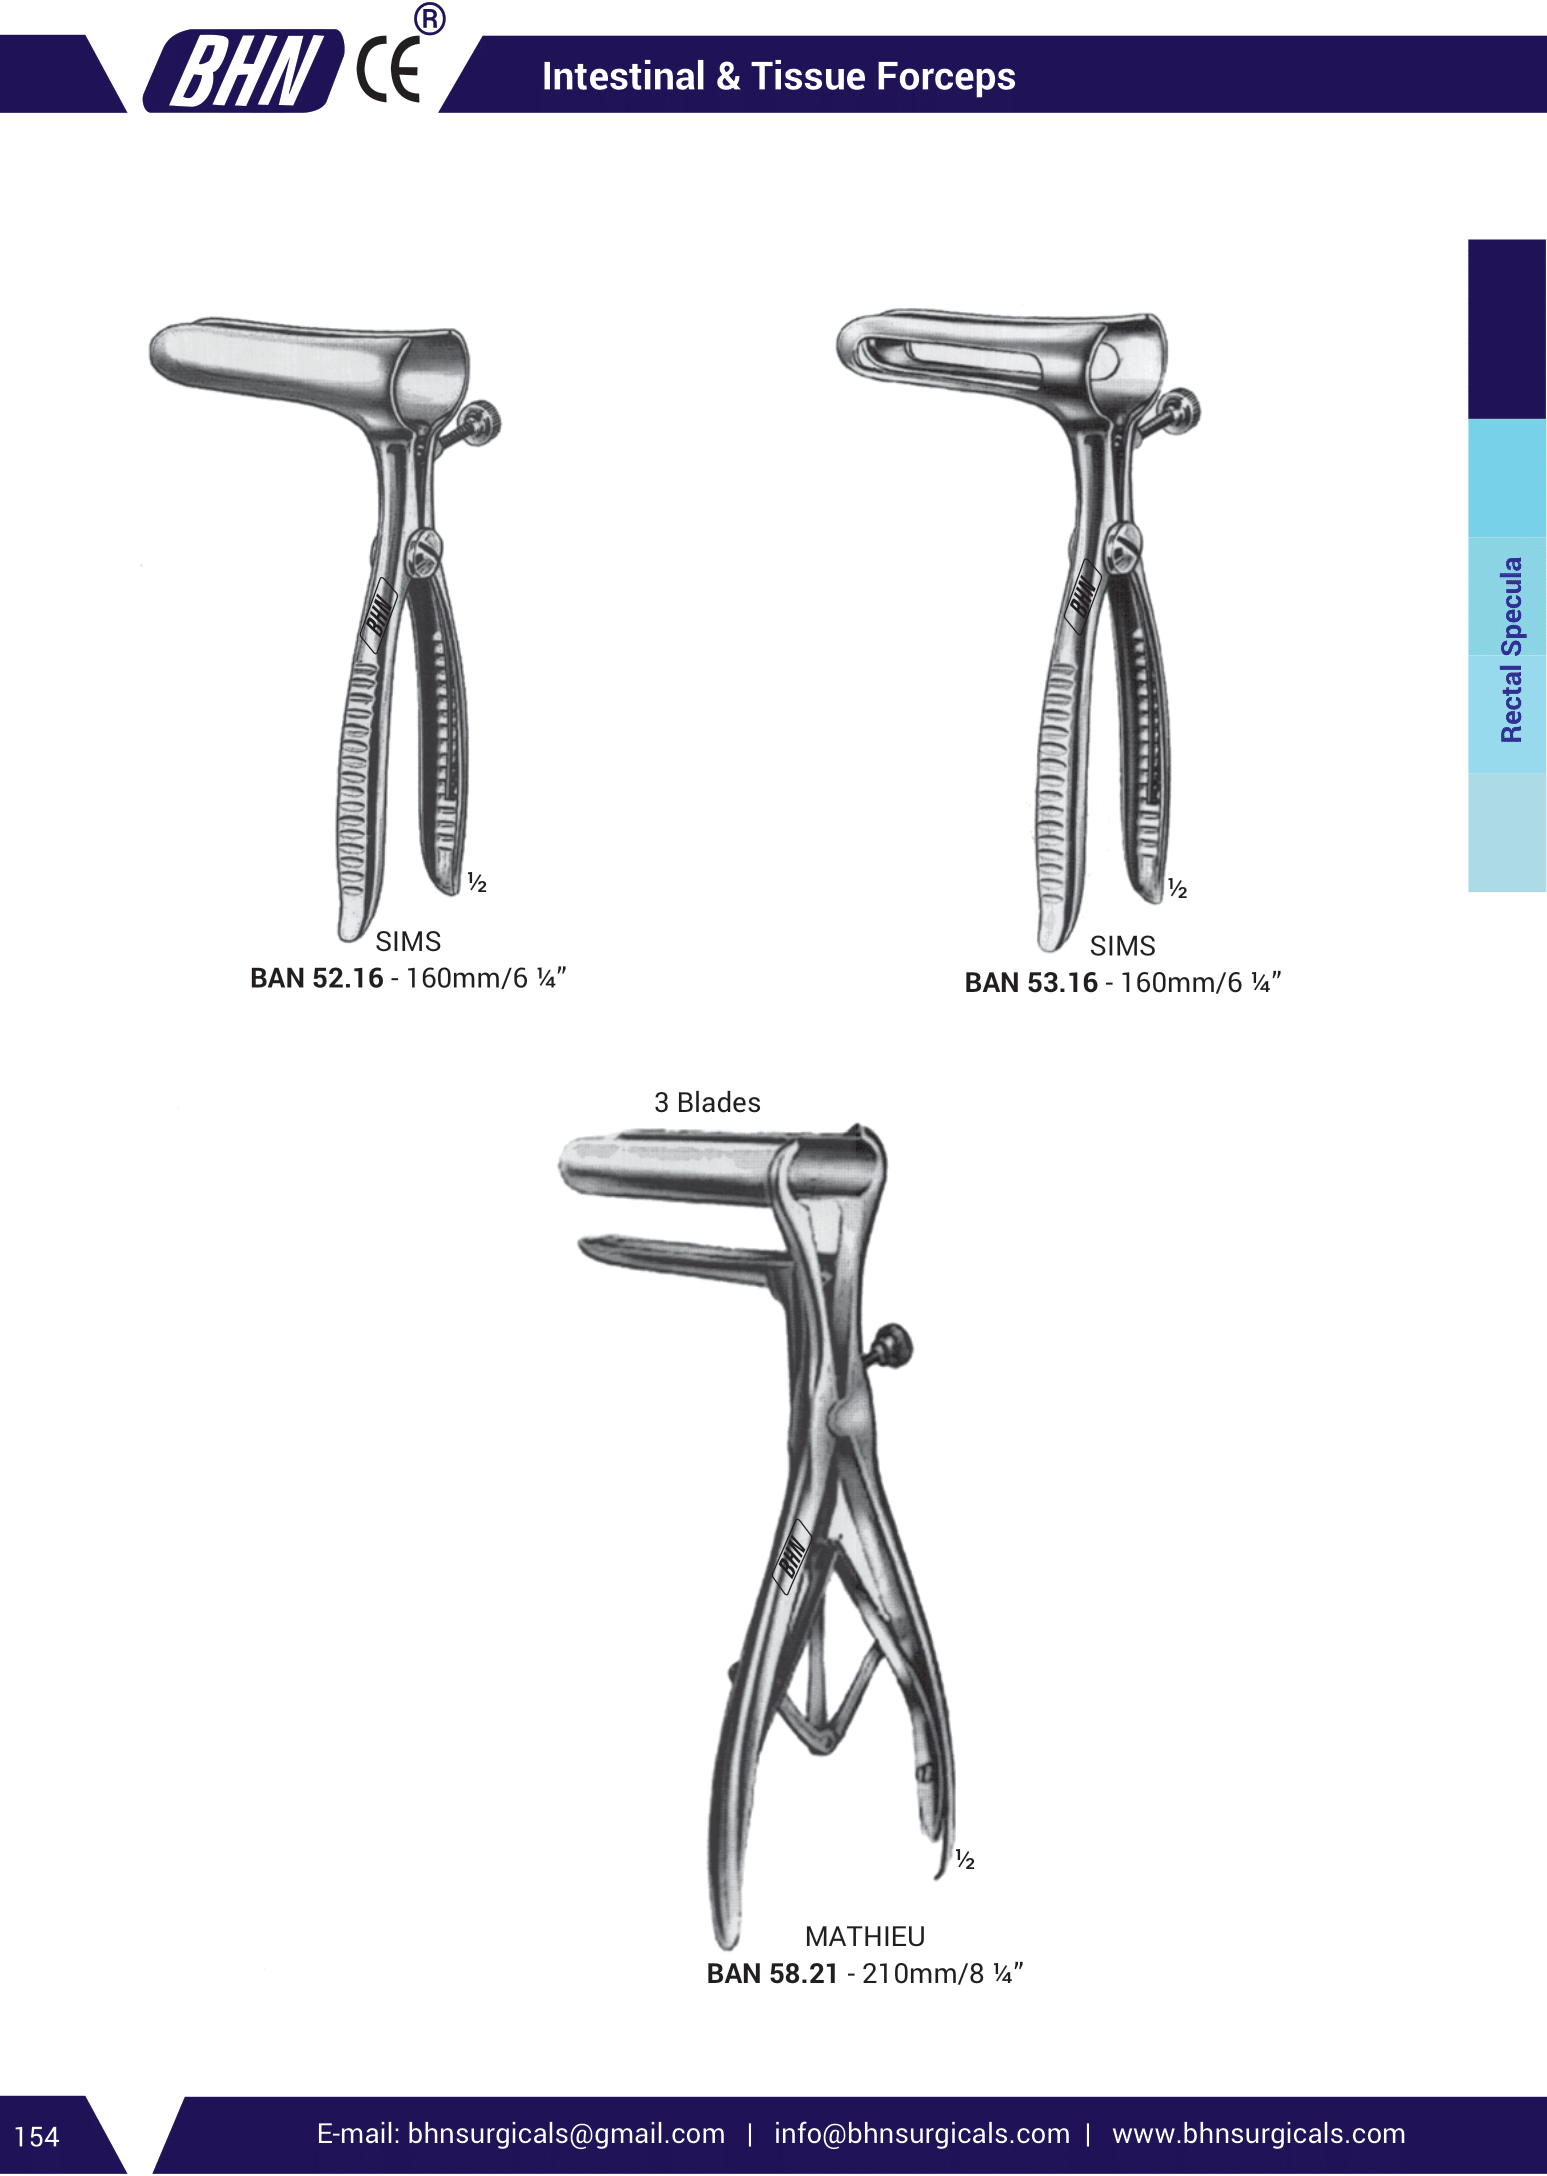 BHN CE ®
Intestinal & Tissue Forceps
Rectal Specula
BHN
½
SIMS
BAN 52.16 - 160mm/6 ¼”
BHN
½
SIMS
BAN 53.16 - 160mm/6 ¼”
3 Blades
BHN
½
MATHIEU
BAN 58.21 - 210mm/8 ¼”
154
E-mail: bhnsurgicals@gmail.com | info@bhnsurgicals.com | www.bhnsurgicals.com